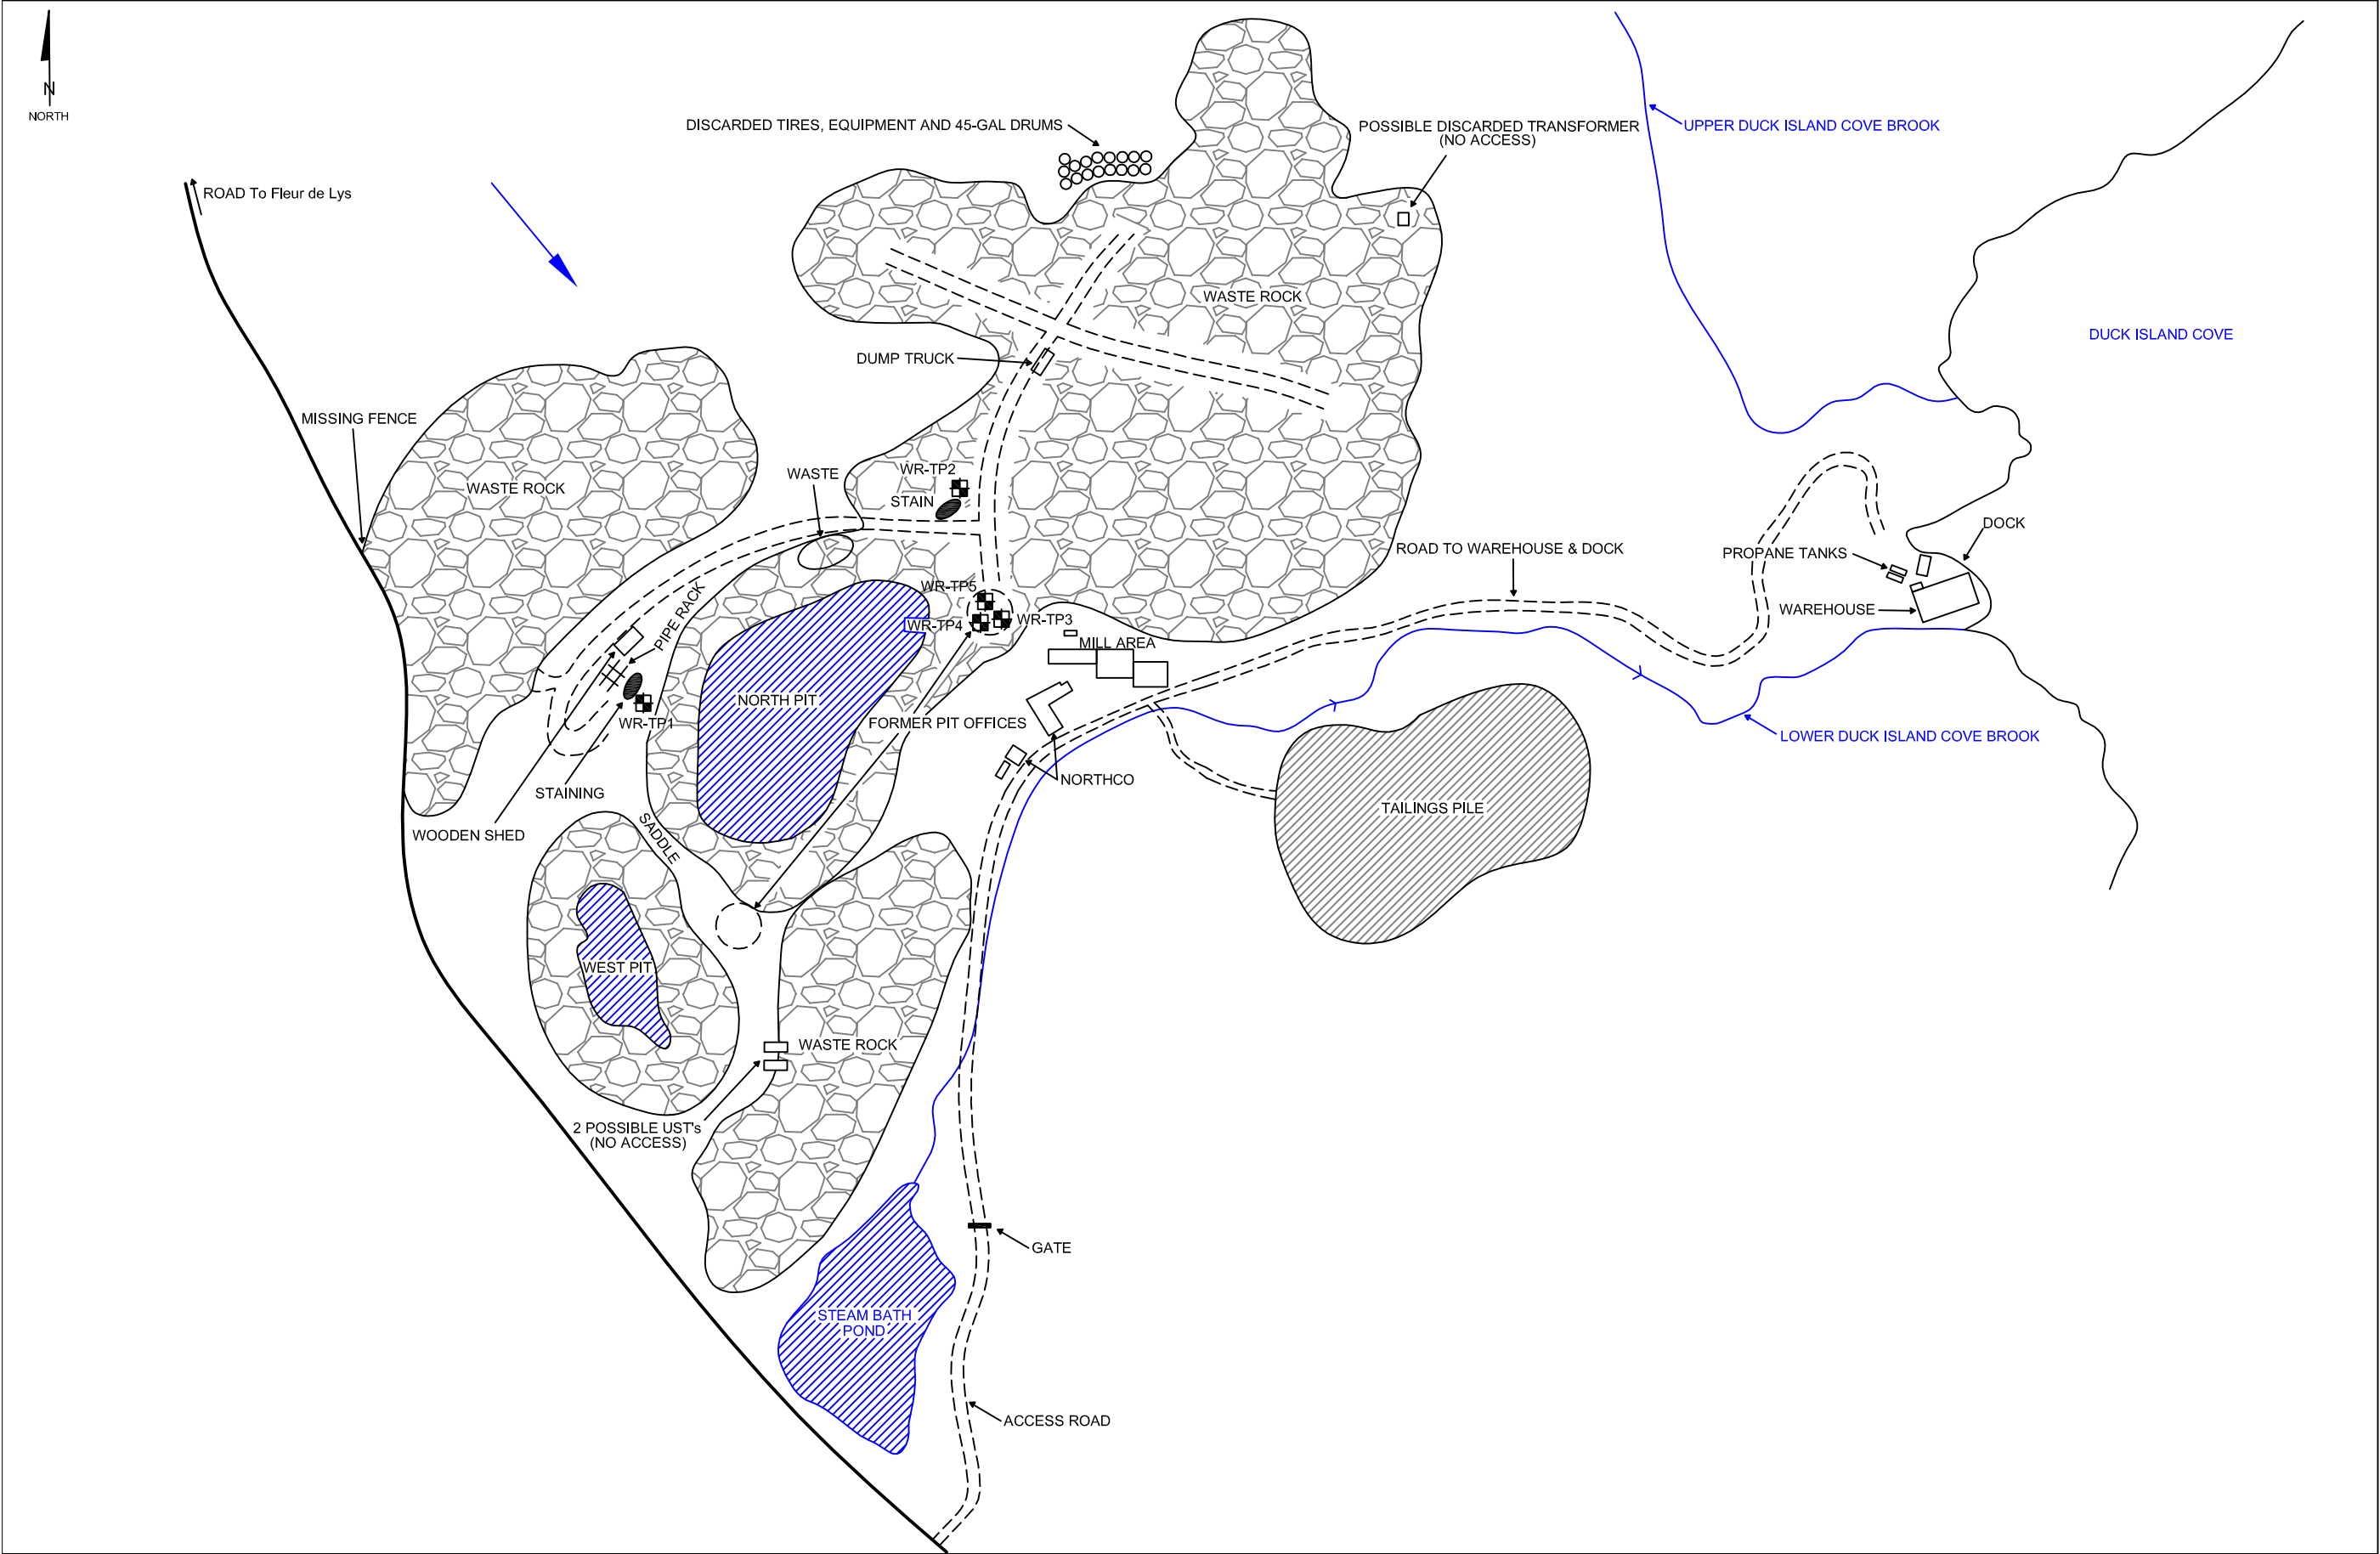 N
NORTH
DISCARDED TIRES, EQUIPMENT AND 45-GAL DRUMS
POSSIBLE DISCARDED TRANSFORMER
(NO ACCESS)
UPPER DUCK ISLAND COVE BROOK
ROAD To Fleur de Lys
WASTE ROCK
DUCK ISLAND COVE
DUMP TRUCK
MISSING FENCE
WASTE ROCK
WASTE
WR-TP2
STAIN
DOCK
ROAD TO WAREHOUSE & DOCK
PROPANE TANKS
WR-TP5
PIPE RACK
WAREHOUSE
WR-TP4
WR-TP3
MILL AREA
NORTH PIT
WR-TP1
FORMER PIT OFFICES
LOWER DUCK ISLAND COVE BROOK
NORTHCO
STAINING
TAILINGS PILE
WOODEN SHED
SADDLE
WEST PIT
WASTE ROCK
2 POSSIBLE UST's
(NO ACCESS)
GATE
STEAM BATH
POND
ACCESS ROAD